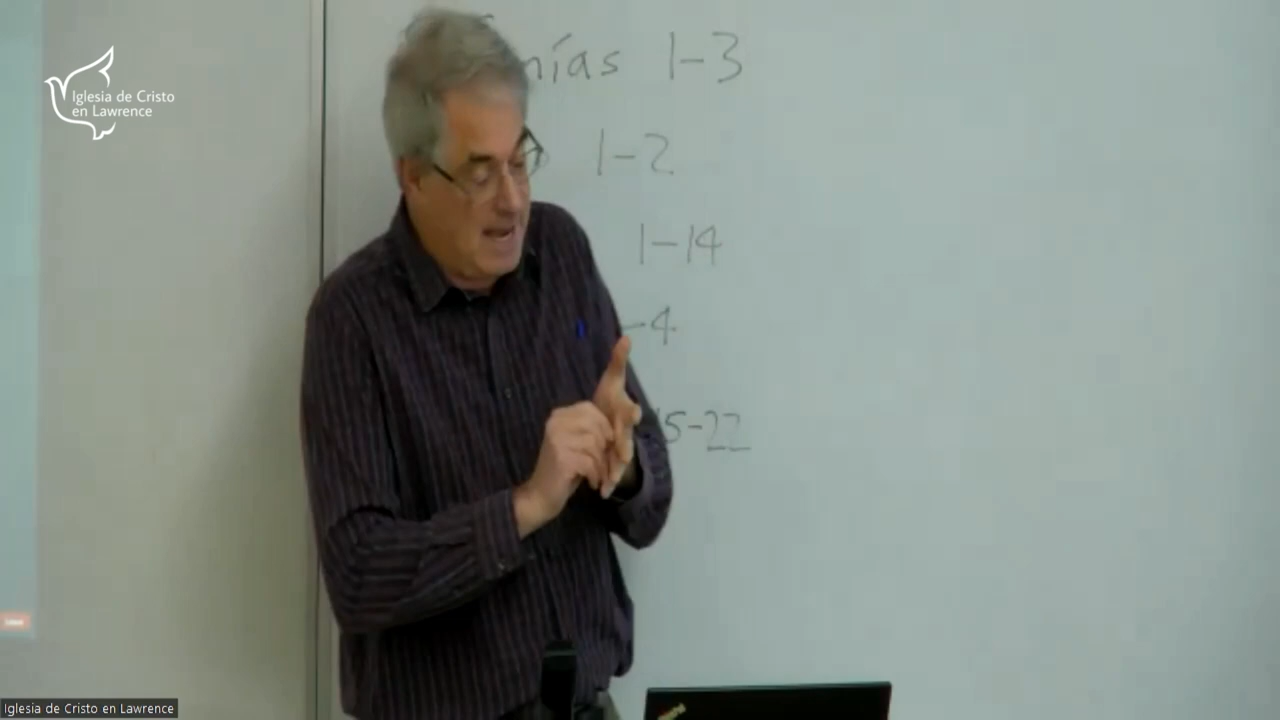 Iglesia de Cristo
en Lawrence
nías 1-3
1-2
1-14
-4
5-22
Iglesia de Cristo en Lawrence